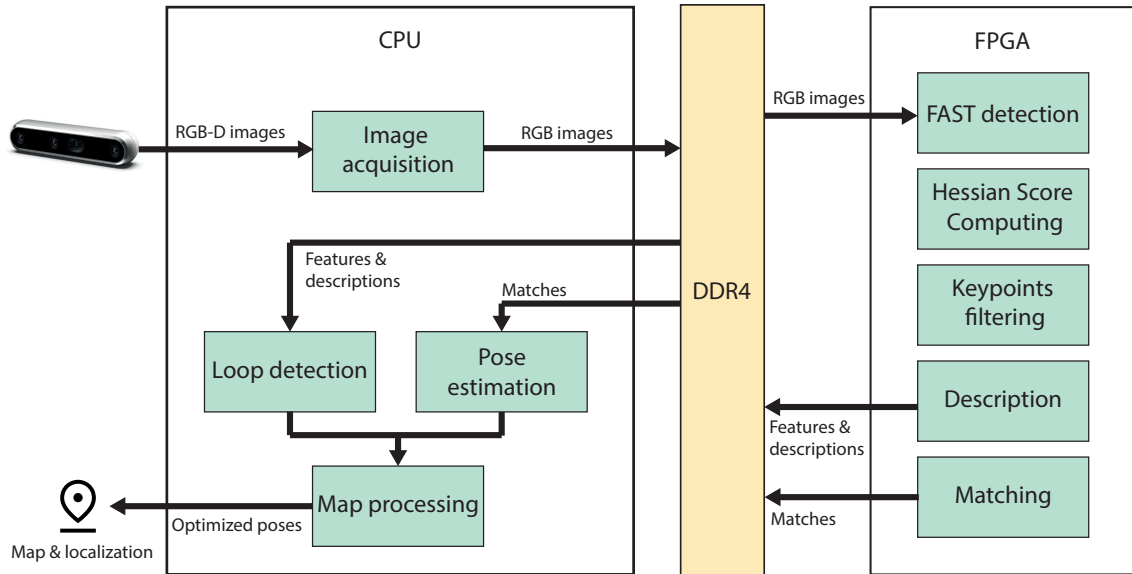 CPU
FPGA
RGB-D images
Image
acquisition
RGB images
RGB images
FAST detection
Hessian Score
Computing
Features &
descriptions
Matches
DDR4
Keypoints
filtering
Loop detection
Pose
estimation
Description
Features &
descriptions
Map processing
Matching
Matches
Optimized poses
Map & localization